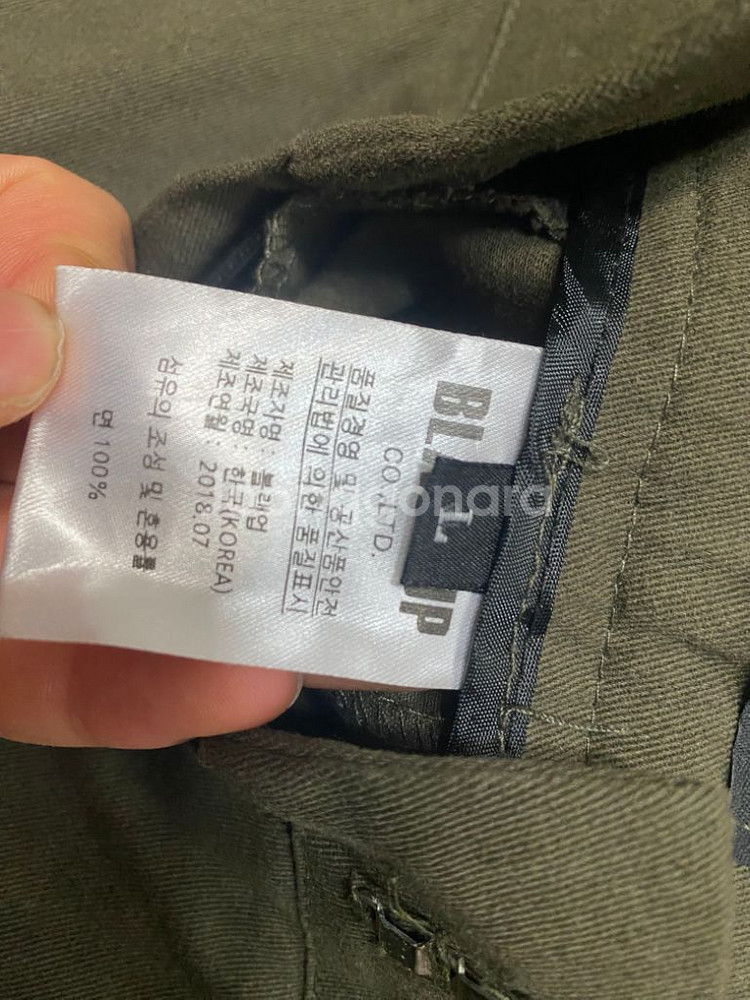 CO.,LTD.
L
품질경영 및 공산품안전
관리법에 의한 품질표시
제조자명 : 블랙업
제조국명 : 한국(KOREA)
제조연월 : 2018.07
섬유의 조성 및 혼용률
면 100%
joonggonara